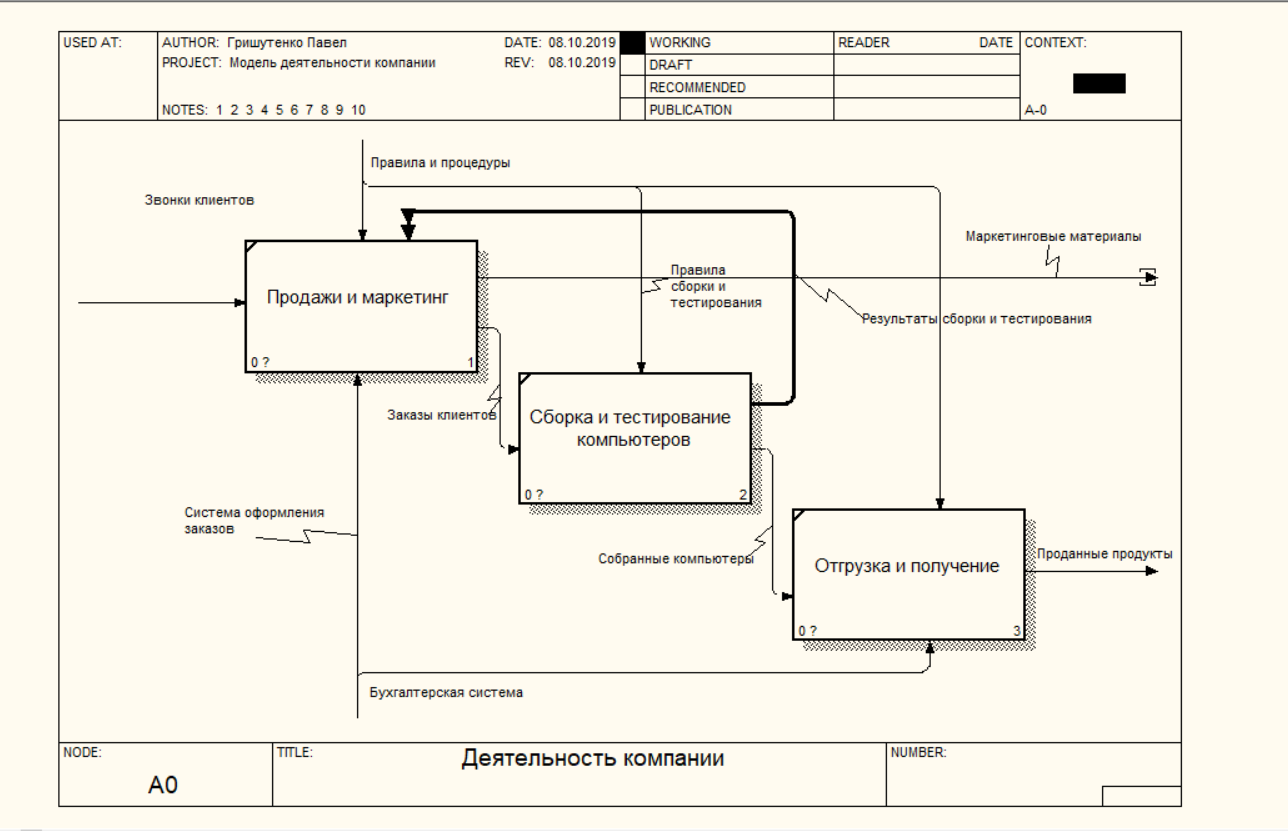 USED AT:
AUTHOR: Гришутенко Павел
DATE: 08.10.2019
PROJECT: Модель деятельности компании
REV: 08.10.2019
NOTES: 1 2 3 4 5 6 7 8 9 10
WORKING
DRAFT
RECOMMENDED
PUBLICATION
READER
DATE
CONTEXT:
A-0
Правила и процедуры
Звонки клиентов
Маркетинговые материалы
Продажи и маркетинг
0 ?
1
Правила
сборки и
тестирования
Результаты сборки и тестирования
Заказы клиентов
Сборка и тестирование
компьютеров
0 ?
2
Система оформления
заказов
Собранные компьютеры
Отгрузка и получение
0 ?
3
Проданные продукты
Бухгалтерская система
NODE:
A0
TITLE:
Деятельность компании
NUMBER: